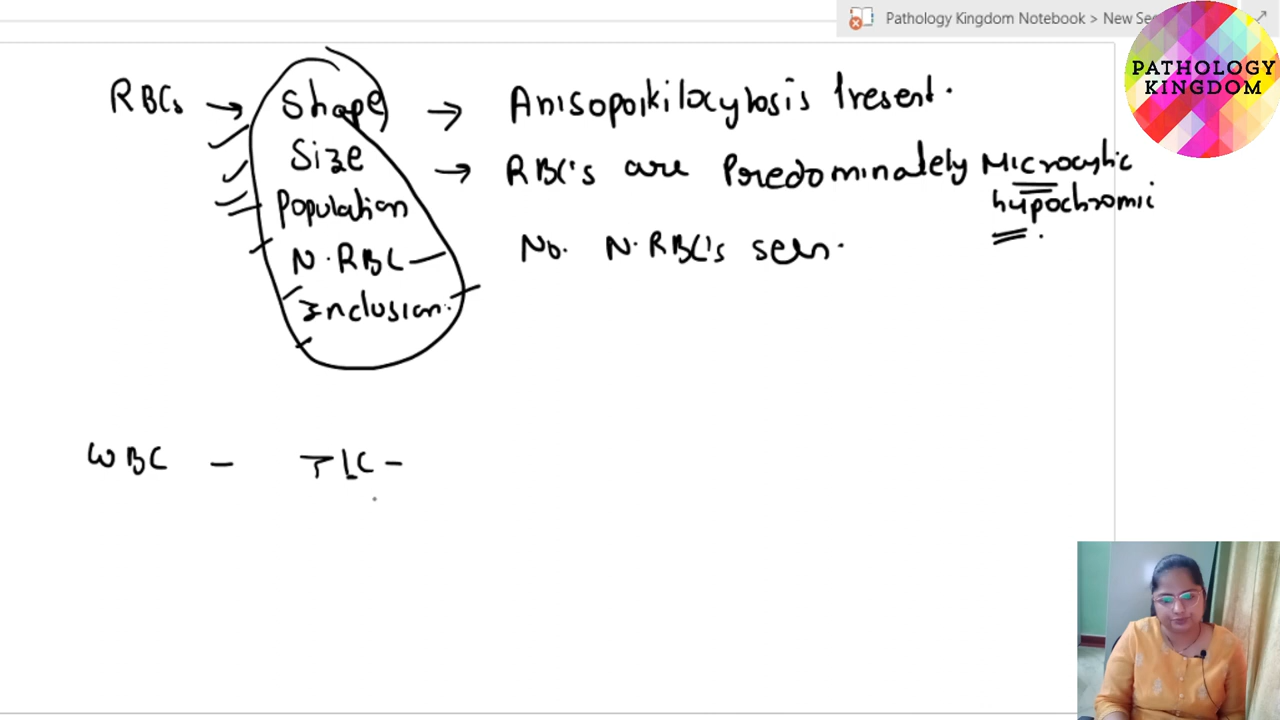 Pathology Kingdom Notebook > New Sec
PATHOLOGY
KINGDOM
RBCs → Shape → Anisopoikilocytosis Present.
Size → RBC's are Predominately Microcytic
hypochromic
Population
N.RBC — No. N.RBC's seen.
Inclusion.
WBC - TLC -